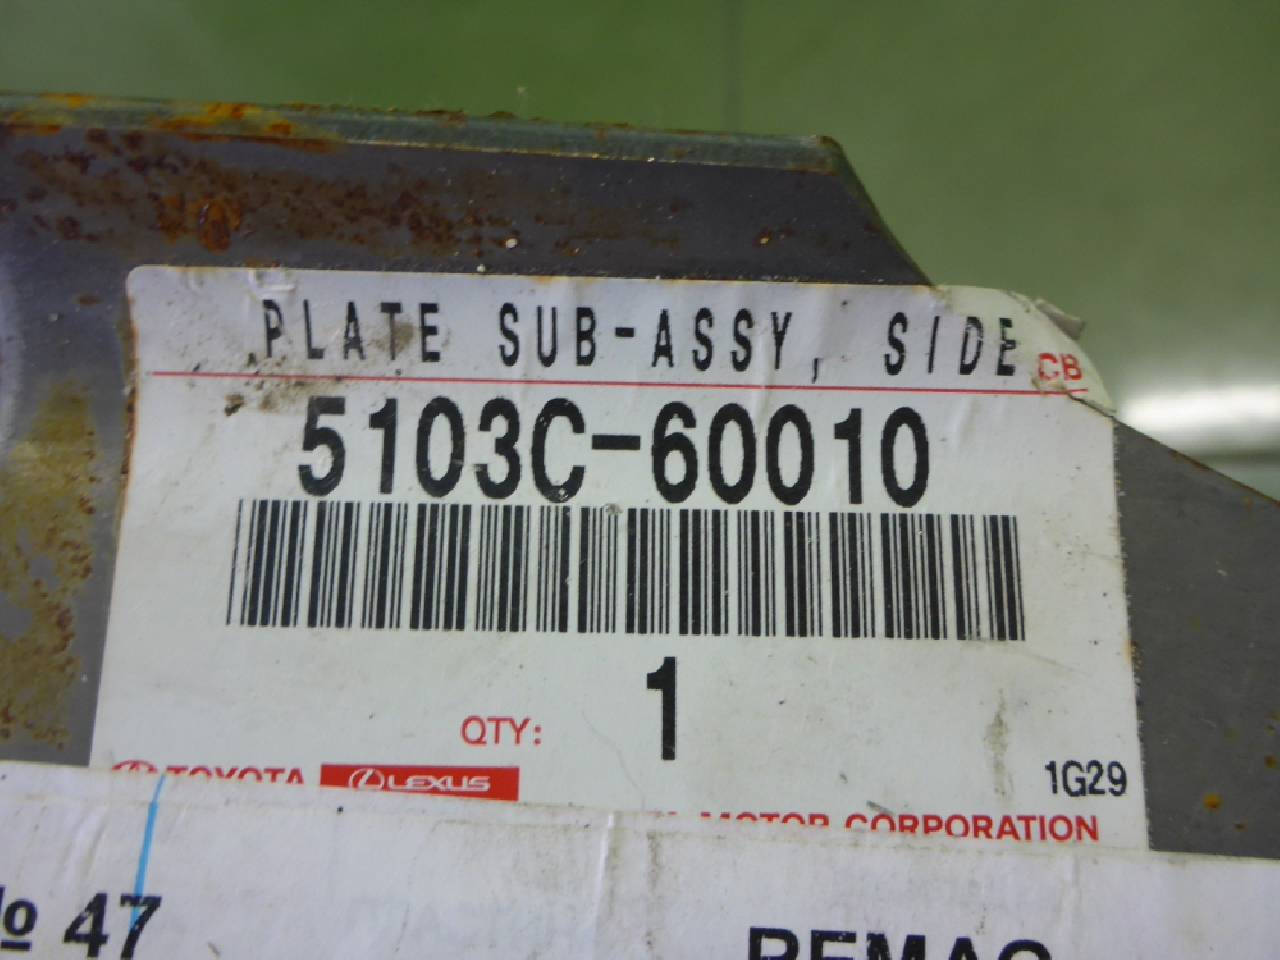 PLATE SUB-ASSY, SIDE CB
5103C-60010
1
QTY:
1G29
TOYOTA LEXUS
MOTOR CORPORATION
№ 47